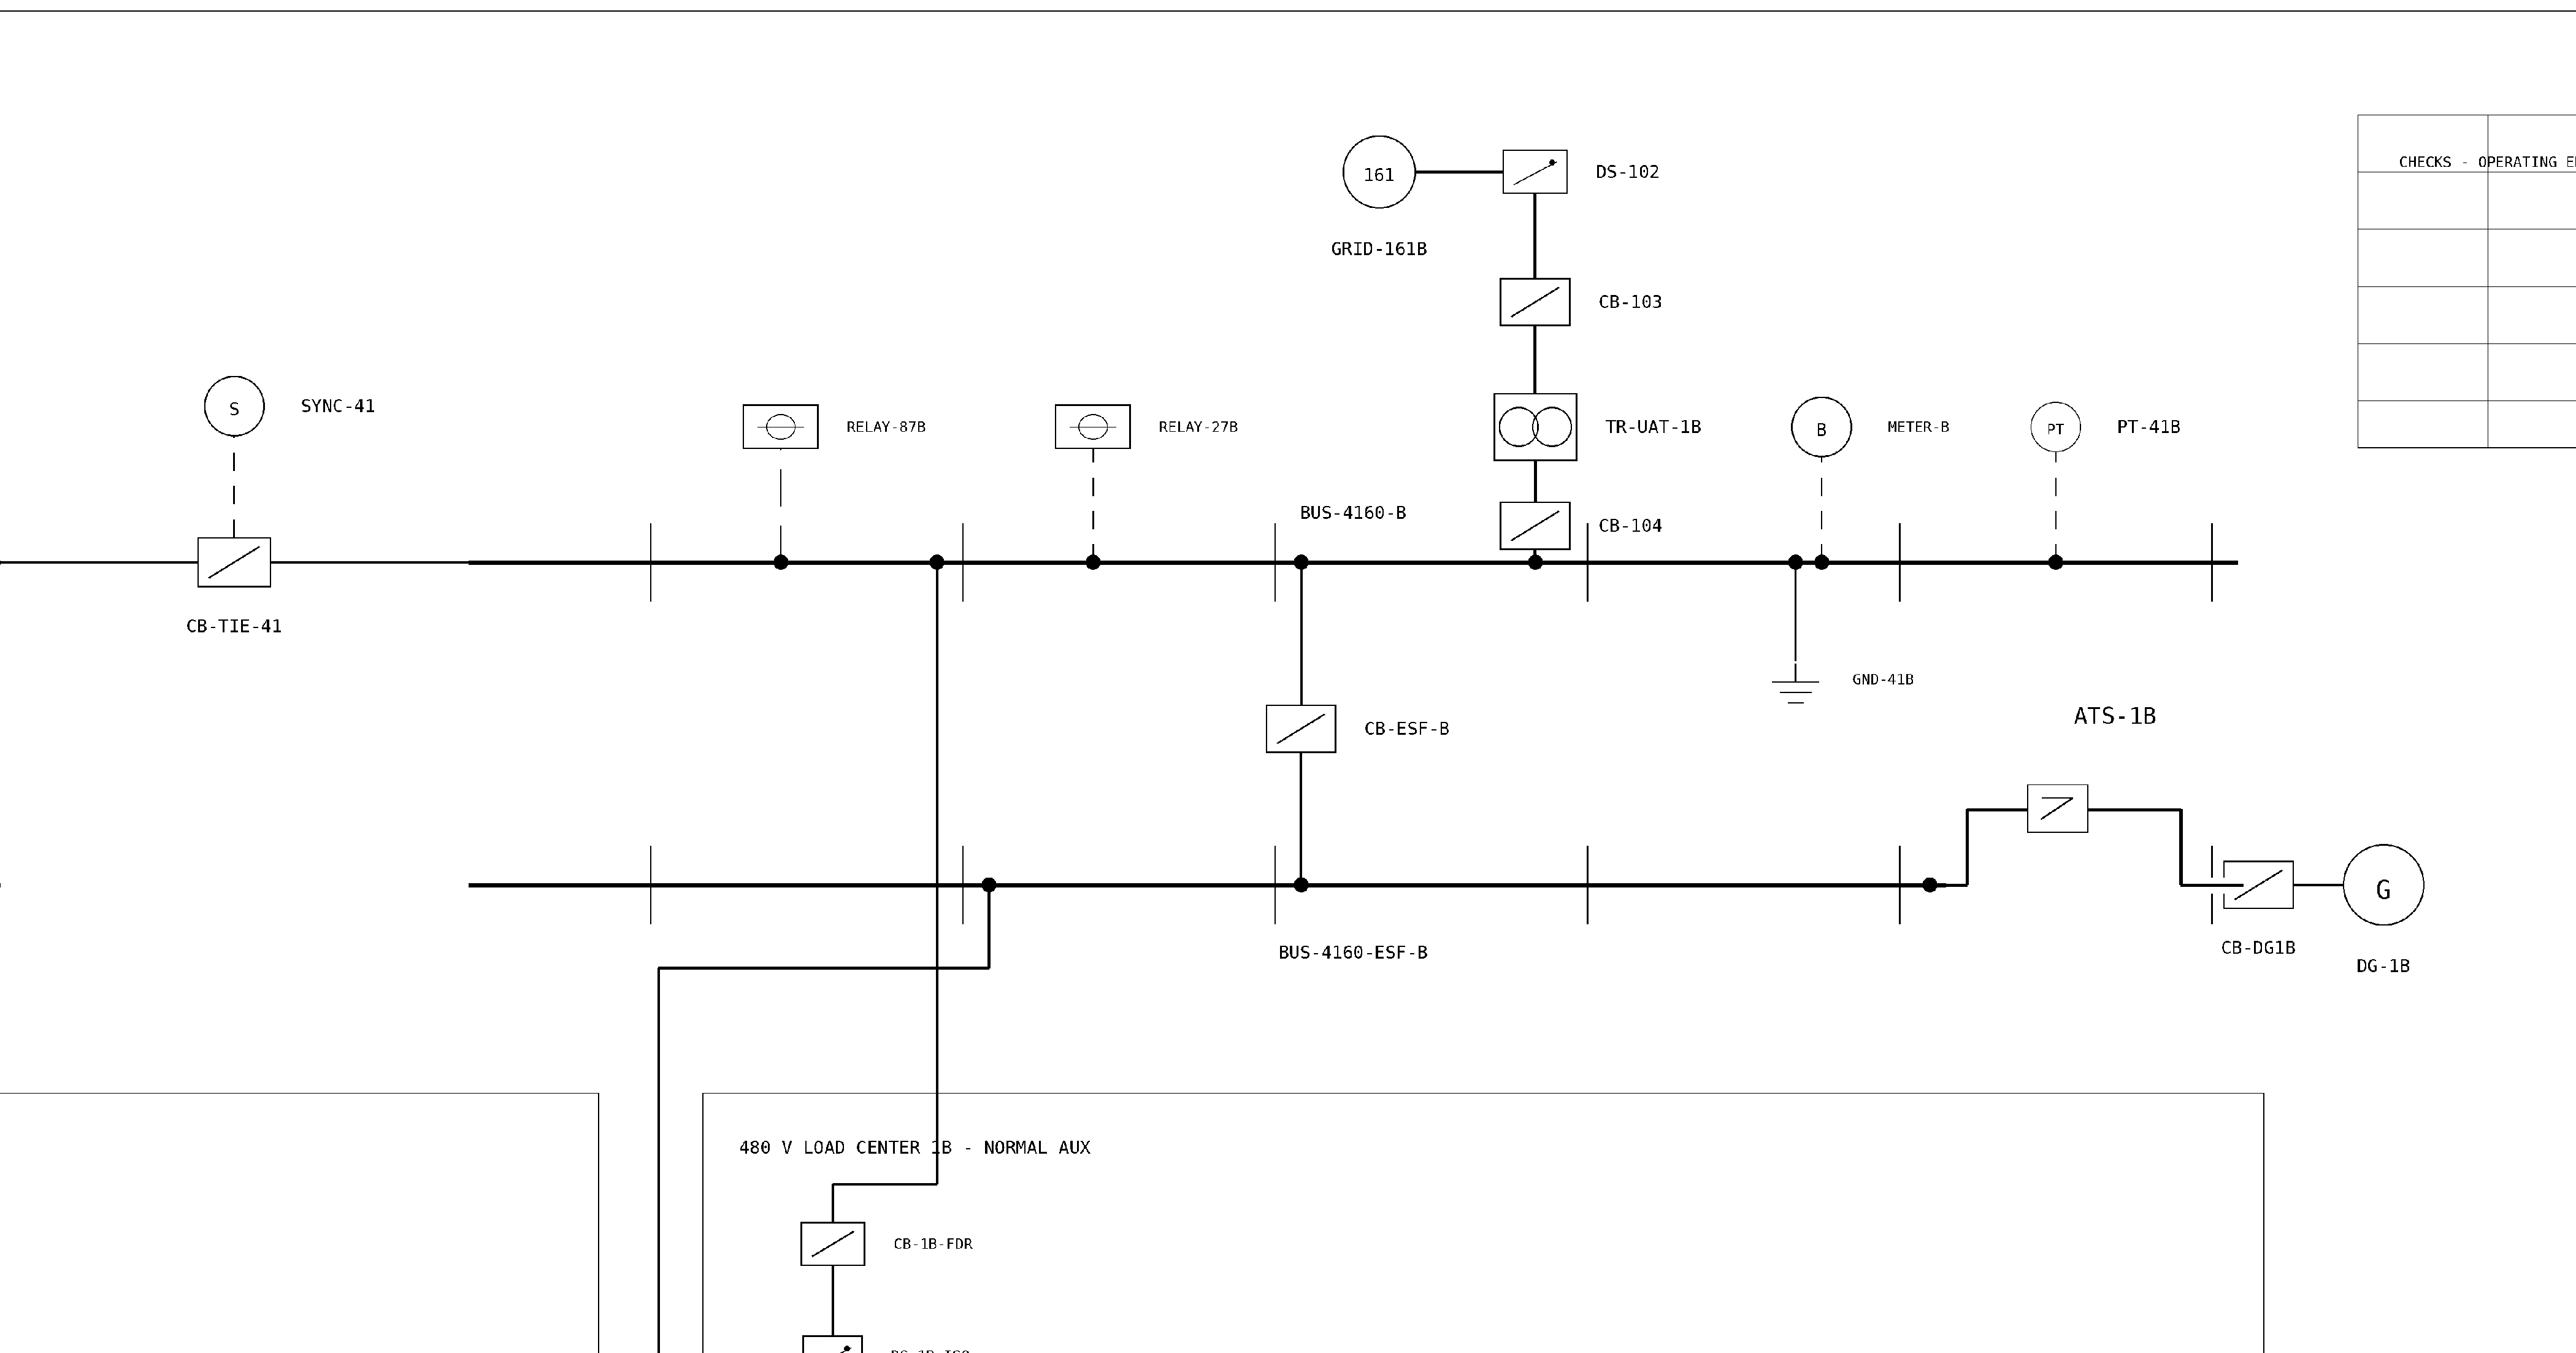 CHECKS - OPERATING
161
DS-102
GRID-161B
CB-103
S
SYNC-41
RELAY-87B
RELAY-27B
TR-UAT-1B
B
METER-B
PT
PT-41B
BUS-4160-B
CB-104
CB-TIE-41
GND-41B
ATS-1B
CB-ESF-B
G
BUS-4160-ESF-B
CB-DG1B
DG-1B
480 V LOAD CENTER 1B - NORMAL AUX
CB-1B-FDR